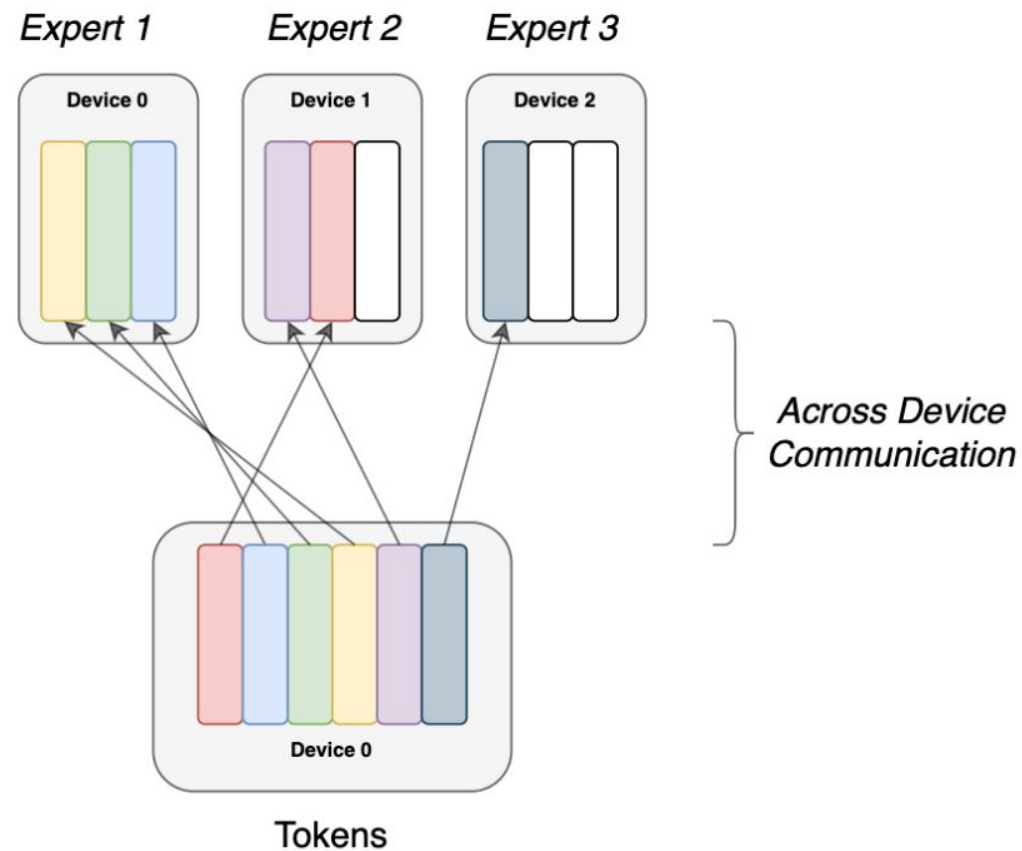 Expert 1
Expert 2
Expert 3
Device 0
Device 1
Device 2
Across Device
Communication
Device 0
Tokens